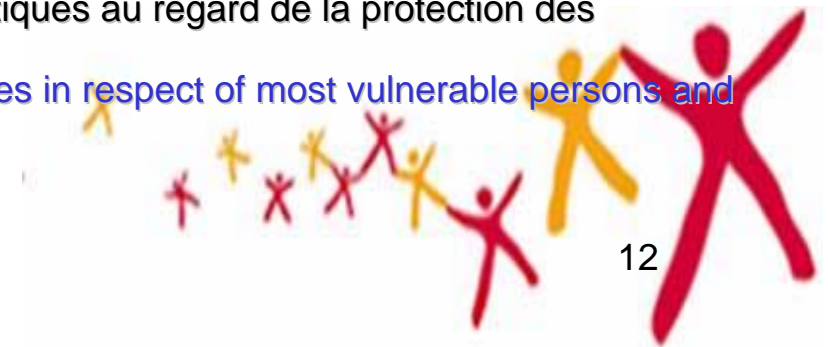 tiques au regard de la protection des
es in respect of most vulnerable persons and
12